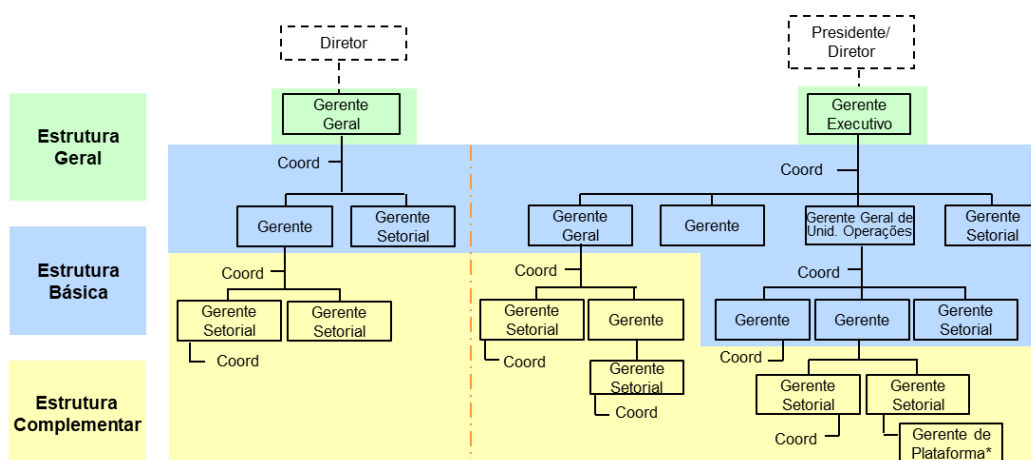 Diretor
Presidente/
Diretor
Estrutura
Geral
Gerente
Geral
Gerente
Executivo
Coord
Coord
Gerente
Gerente
Setorial
Gerente
Geral
Gerente
Gerente Geral de
Unid. Operações
Gerente
Setorial
Estrutura
Básica
Coord
Coord
Coord
Gerente
Setorial
Gerente
Setorial
Gerente
Setorial
Gerente
Gerente
Gerente
Gerente
Setorial
Coord
Coord
Coord
Estrutura
Complementar
Gerente
Setorial
Coord
Gerente
Setorial
Gerente
Setorial
Coord
Gerente de
Plataforma*